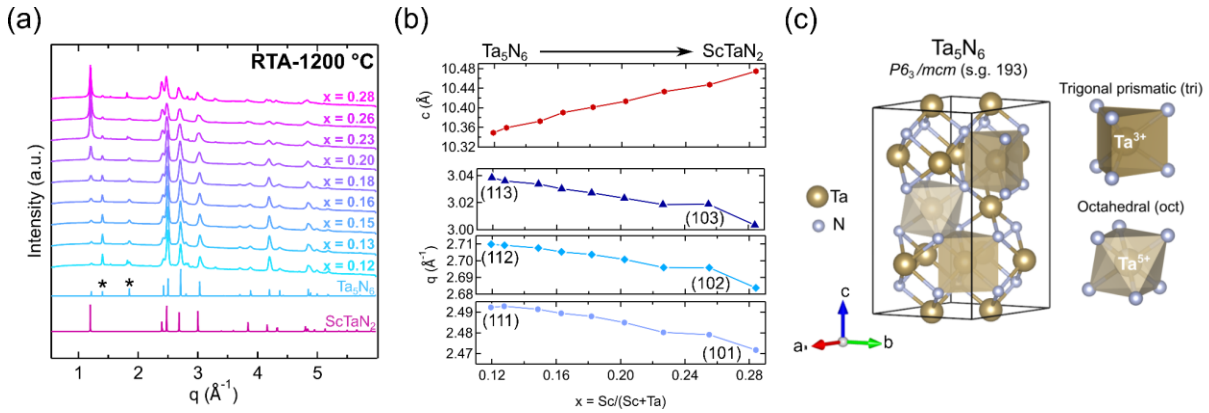 (a)
RTA-1200 °C
x = 0.28
x = 0.26
x = 0.23
x = 0.20
x = 0.18
x = 0.16
x = 0.15
x = 0.13
x = 0.12
* *
Ta₅N₆
ScTaN₂
Intensity (a.u.)
1 2 3 4 5
q (Å⁻¹)
(b)
Ta₅N₆ ScTaN₂
10.48
10.44
10.40
10.36
10.32
c (Å)
3.04
3.02
3.00
(113) (103)
2.71
2.70
2.69
2.68
(112) (102)
q (Å⁻¹)
2.49
2.48
2.47
(111) (101)
0.12 0.16 0.20 0.24 0.28
x = Sc/(Sc+Ta)
(c)
Ta₅N₆
P6₃/mcm (s.g. 193)
Trigonal prismatic (tri)
Ta³⁺
Ta
N
Octahedral (oct)
Ta⁵⁺
c
a
b